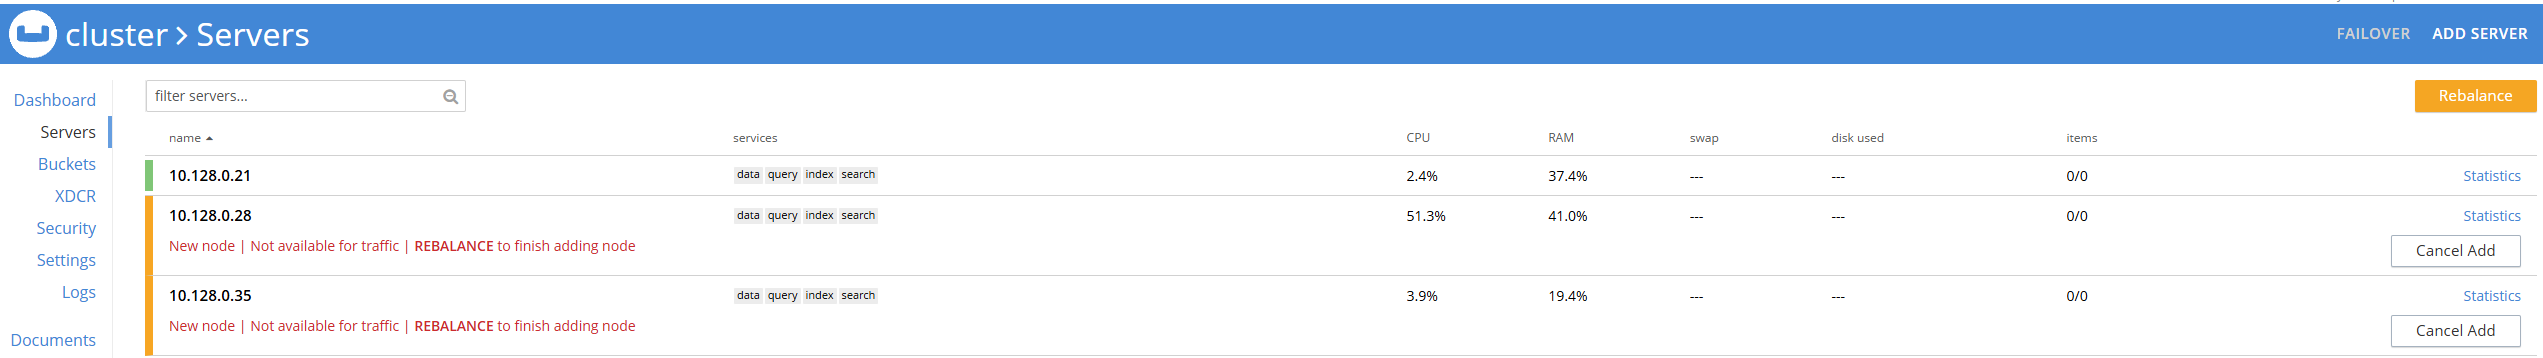 cluster > Servers
FAILOVER ADD SERVER
Dashboard
Servers
Buckets
XDCR
Security
Settings
Logs
Documents
filter servers...
Rebalance
name services CPU RAM swap disk used items
10.128.0.21 data query index search 2.4% 37.4% --- --- 0/0 Statistics
10.128.0.28 data query index search 51.3% 41.0% --- --- 0/0 Statistics
New node | Not available for traffic | REBALANCE to finish adding node
Cancel Add
10.128.0.35 data query index search 3.9% 19.4% --- --- 0/0 Statistics
New node | Not available for traffic | REBALANCE to finish adding node
Cancel Add